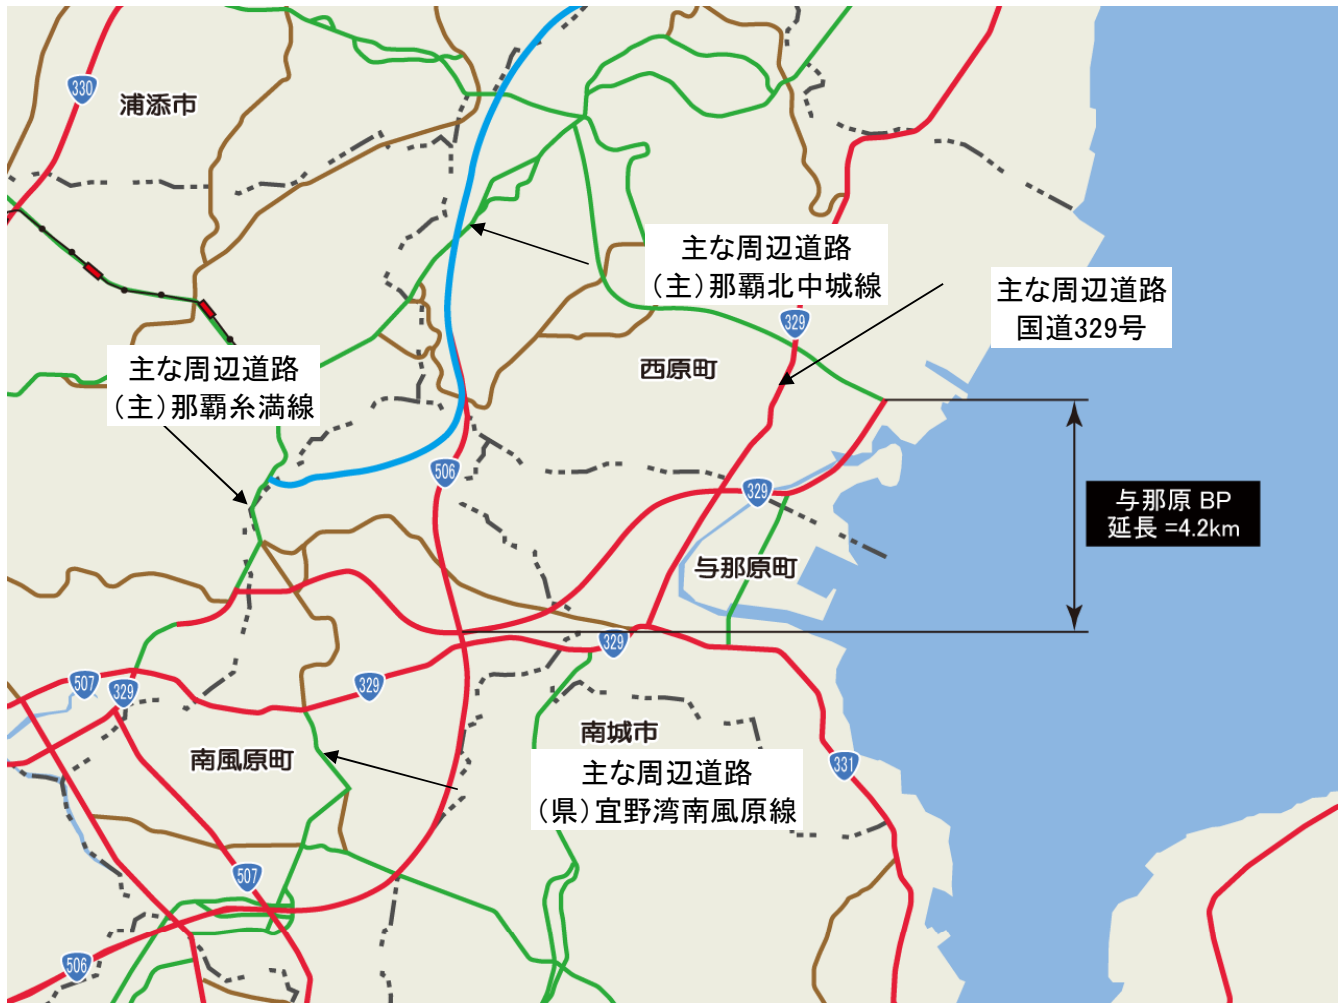 330
浦添市
主な周辺道路
(主)那覇北中城線
主な周辺道路
国道329号
329
主な周辺道路
(主)那覇糸満線
西原町
506
329
与那原 BP
延長 =4.2km
与那原町
329
507
329
329
南城市
南風原町
主な周辺道路
(県)宜野湾南風原線
331
507
506